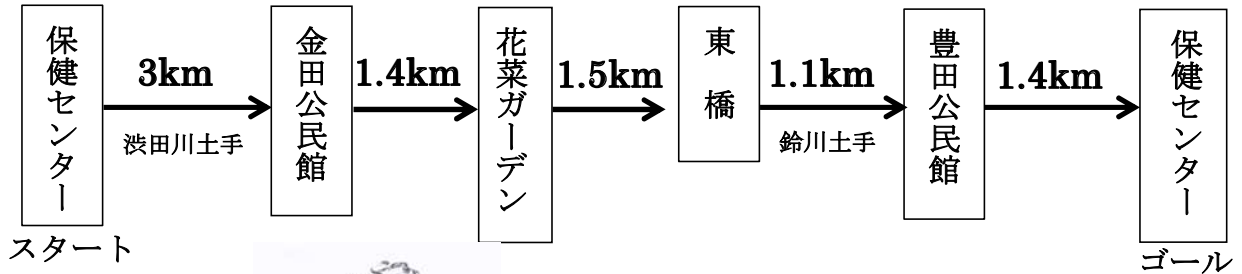 保健センター
スタート
3km
渋田川土手
金田公民館
1.4km
花菜ガーデン
1.5km
東橋
1.1km
鈴川土手
豊田公民館
1.4km
保健センター
ゴール